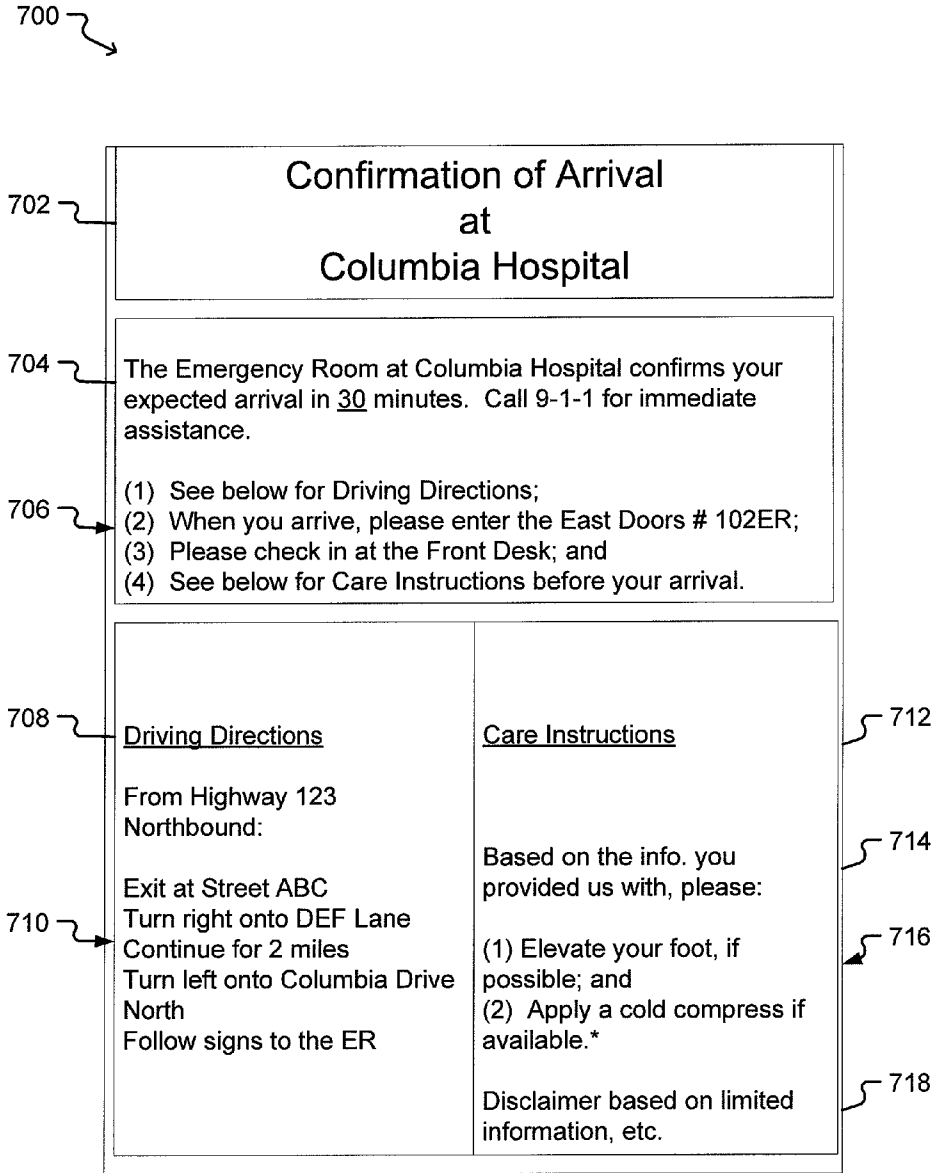 700
702
Confirmation of Arrival
at
Columbia Hospital
704
The Emergency Room at Columbia Hospital confirms your
expected arrival in 30 minutes.  Call 9-1-1 for immediate
assistance.
706
(1)  See below for Driving Directions;
(2)  When you arrive, please enter the East Doors # 102ER;
(3)  Please check in at the Front Desk; and
(4)  See below for Care Instructions before your arrival.
708
Driving Directions
From Highway 123
Northbound:
710
Exit at Street ABC
Turn right onto DEF Lane
Continue for 2 miles
Turn left onto Columbia Drive
North
Follow signs to the ER
712
Care Instructions
714
Based on the info. you
provided us with, please:
716
(1) Elevate your foot, if
possible; and
(2)  Apply a cold compress if
available.*
718
Disclaimer based on limited
information, etc.